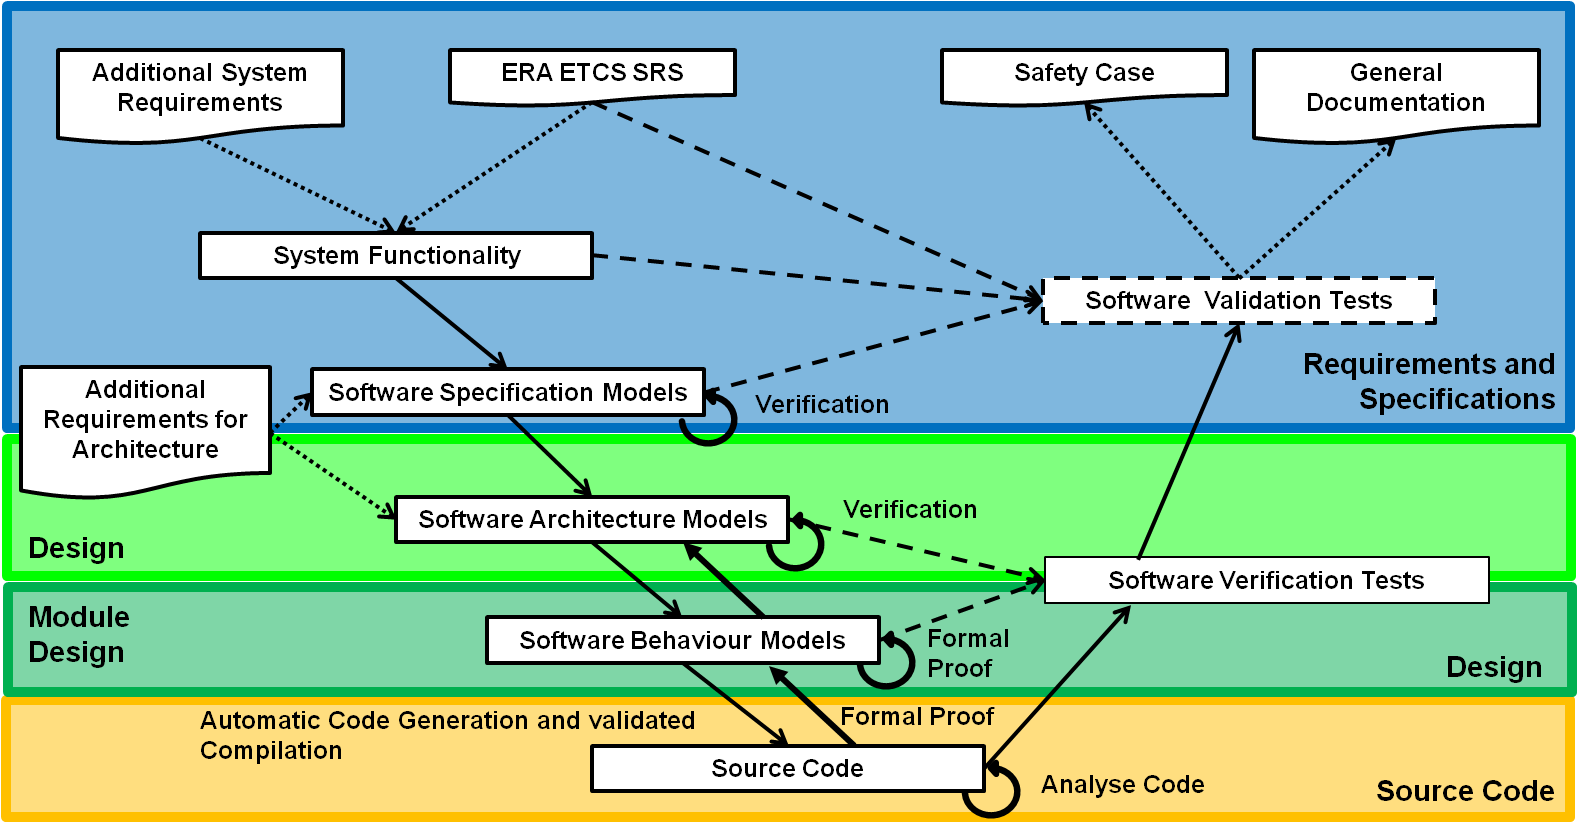 Additional System
Requirements
ERA ETCS SRS
Safety Case
General
Documentation
System Functionality
Software  Validation Tests
Requirements and
Specifications
Additional
Requirements for
Architecture
Software Specification Models
Verification
Software Architecture Models
Verification
Design
Software Verification Tests
Module
Design
Software Behaviour Models
Formal
Proof
Design
Automatic Code Generation and validated
Compilation
Formal Proof
Source Code
Analyse Code
Source Code